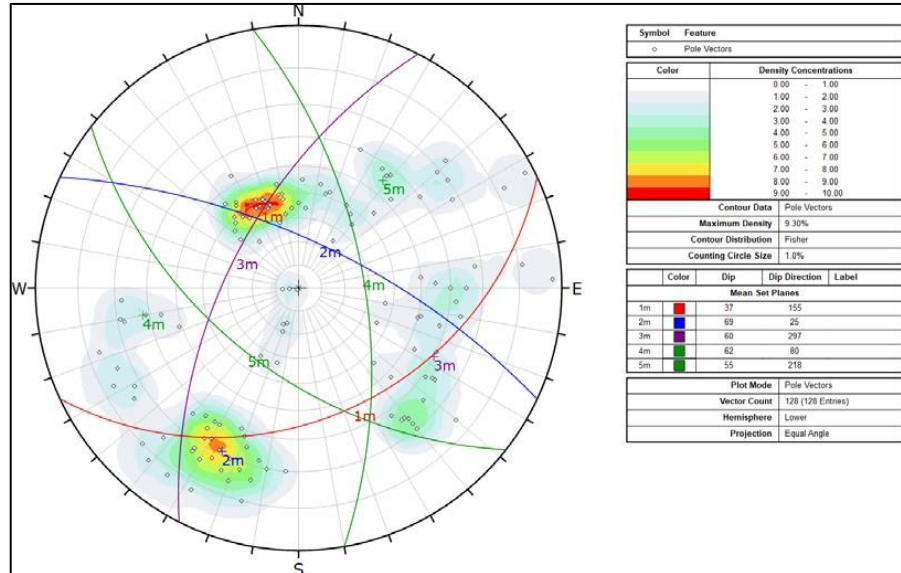 N
5m
1m
2m
3m
4m
W
E
4m
3m
5m
1m
2m
S
Symbol Feature
Pole Vectors
Color Density Concentrations
0.00 - 1.00
1.00 - 2.00
2.00 - 3.00
3.00 - 4.00
4.00 - 5.00
5.00 - 6.00
6.00 - 7.00
7.00 - 8.00
8.00 - 9.00
9.00 - 10.00
Contour Data Pole Vectors
Maximum Density 9.30%
Contour Distribution Fisher
Counting Circle Size 1.0%
Color Dip Dip Direction Label
Mean Set Planes
1m 37 155
2m 69 25
3m 60 297
4m 62 80
5m 55 218
Plot Mode Pole Vectors
Vector Count 128 (128 Entries)
Hemisphere Lower
Projection Equal Angle